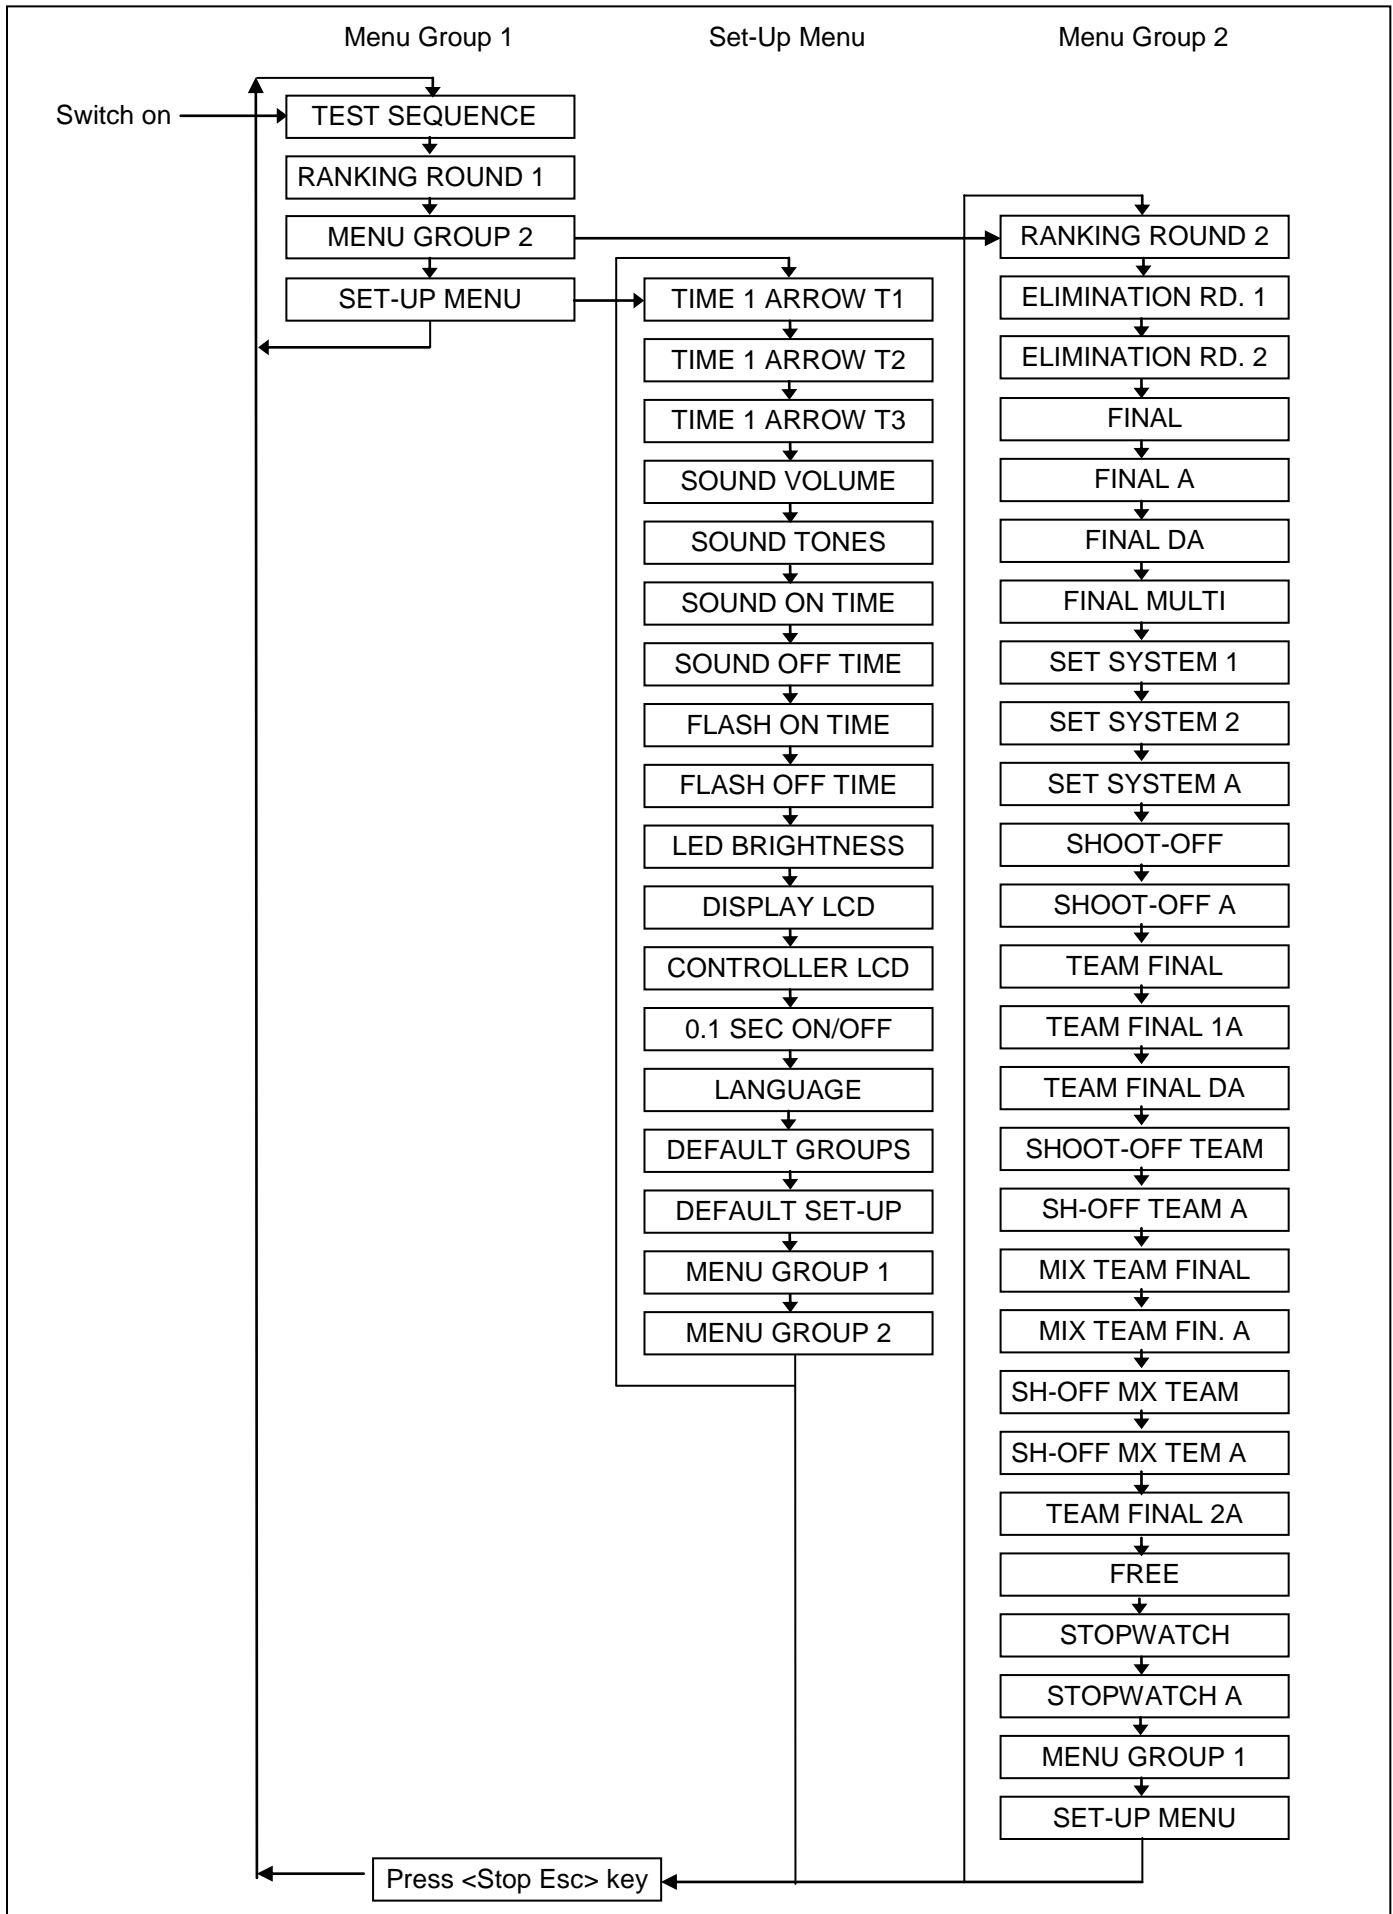 Menu Group 1
Set-Up Menu
Menu Group 2
Switch on
TEST SEQUENCE
RANKING ROUND 1
MENU GROUP 2
SET-UP MENU
TIME 1 ARROW T1
TIME 1 ARROW T2
TIME 1 ARROW T3
SOUND VOLUME
SOUND TONES
SOUND ON TIME
SOUND OFF TIME
FLASH ON TIME
FLASH OFF TIME
LED BRIGHTNESS
DISPLAY LCD
CONTROLLER LCD
0.1 SEC ON/OFF
LANGUAGE
DEFAULT GROUPS
DEFAULT SET-UP
MENU GROUP 1
MENU GROUP 2
RANKING ROUND 2
ELIMINATION RD. 1
ELIMINATION RD. 2
FINAL
FINAL A
FINAL DA
FINAL MULTI
SET SYSTEM 1
SET SYSTEM 2
SET SYSTEM A
SHOOT-OFF
SHOOT-OFF A
TEAM FINAL
TEAM FINAL 1A
TEAM FINAL DA
SHOOT-OFF TEAM
SH-OFF TEAM A
MIX TEAM FINAL
MIX TEAM FIN. A
SH-OFF MX TEAM
SH-OFF MX TEM A
TEAM FINAL 2A
FREE
STOPWATCH
STOPWATCH A
MENU GROUP 1
SET-UP MENU
Press <Stop Esc> key